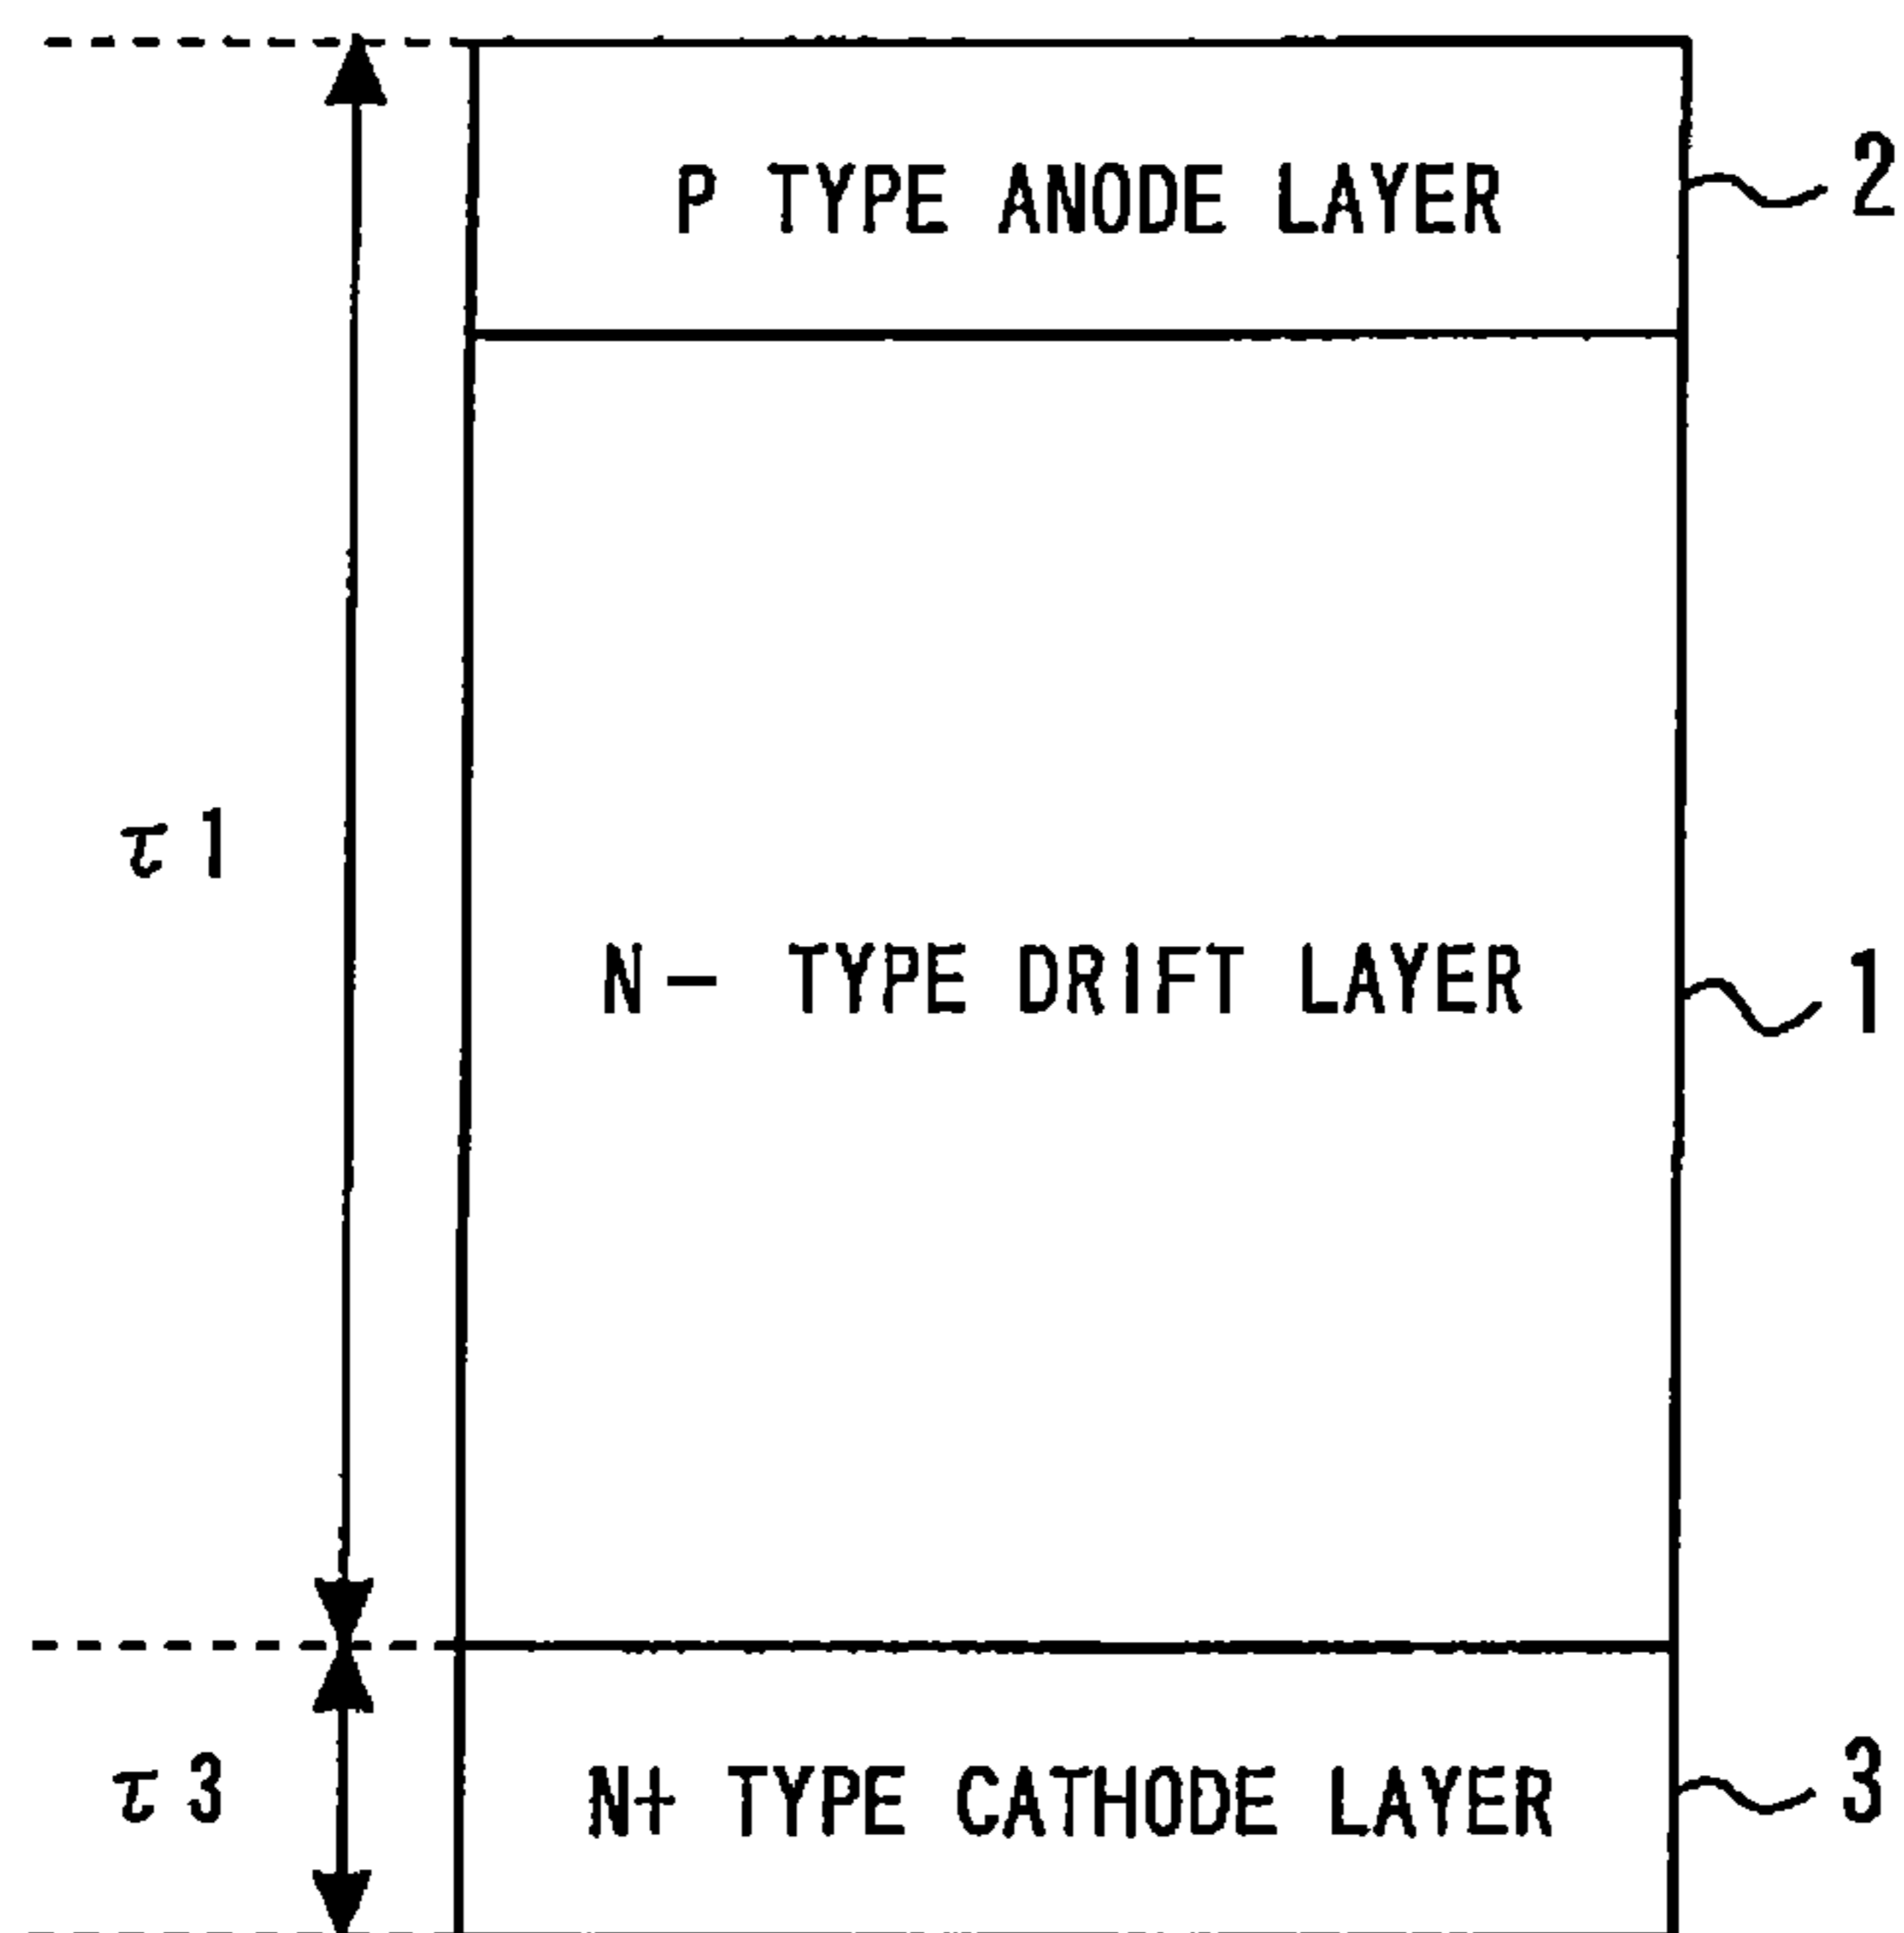 P TYPE ANODE LAYER
2
τ1
N- TYPE DRIFT LAYER
1
τ3
N+ TYPE CATHODE LAYER
3